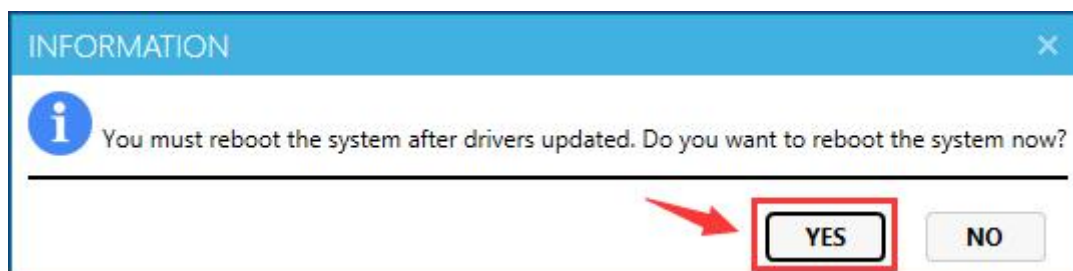 INFORMATION
You must reboot the system after drivers updated. Do you want to reboot the system now?
YES NO